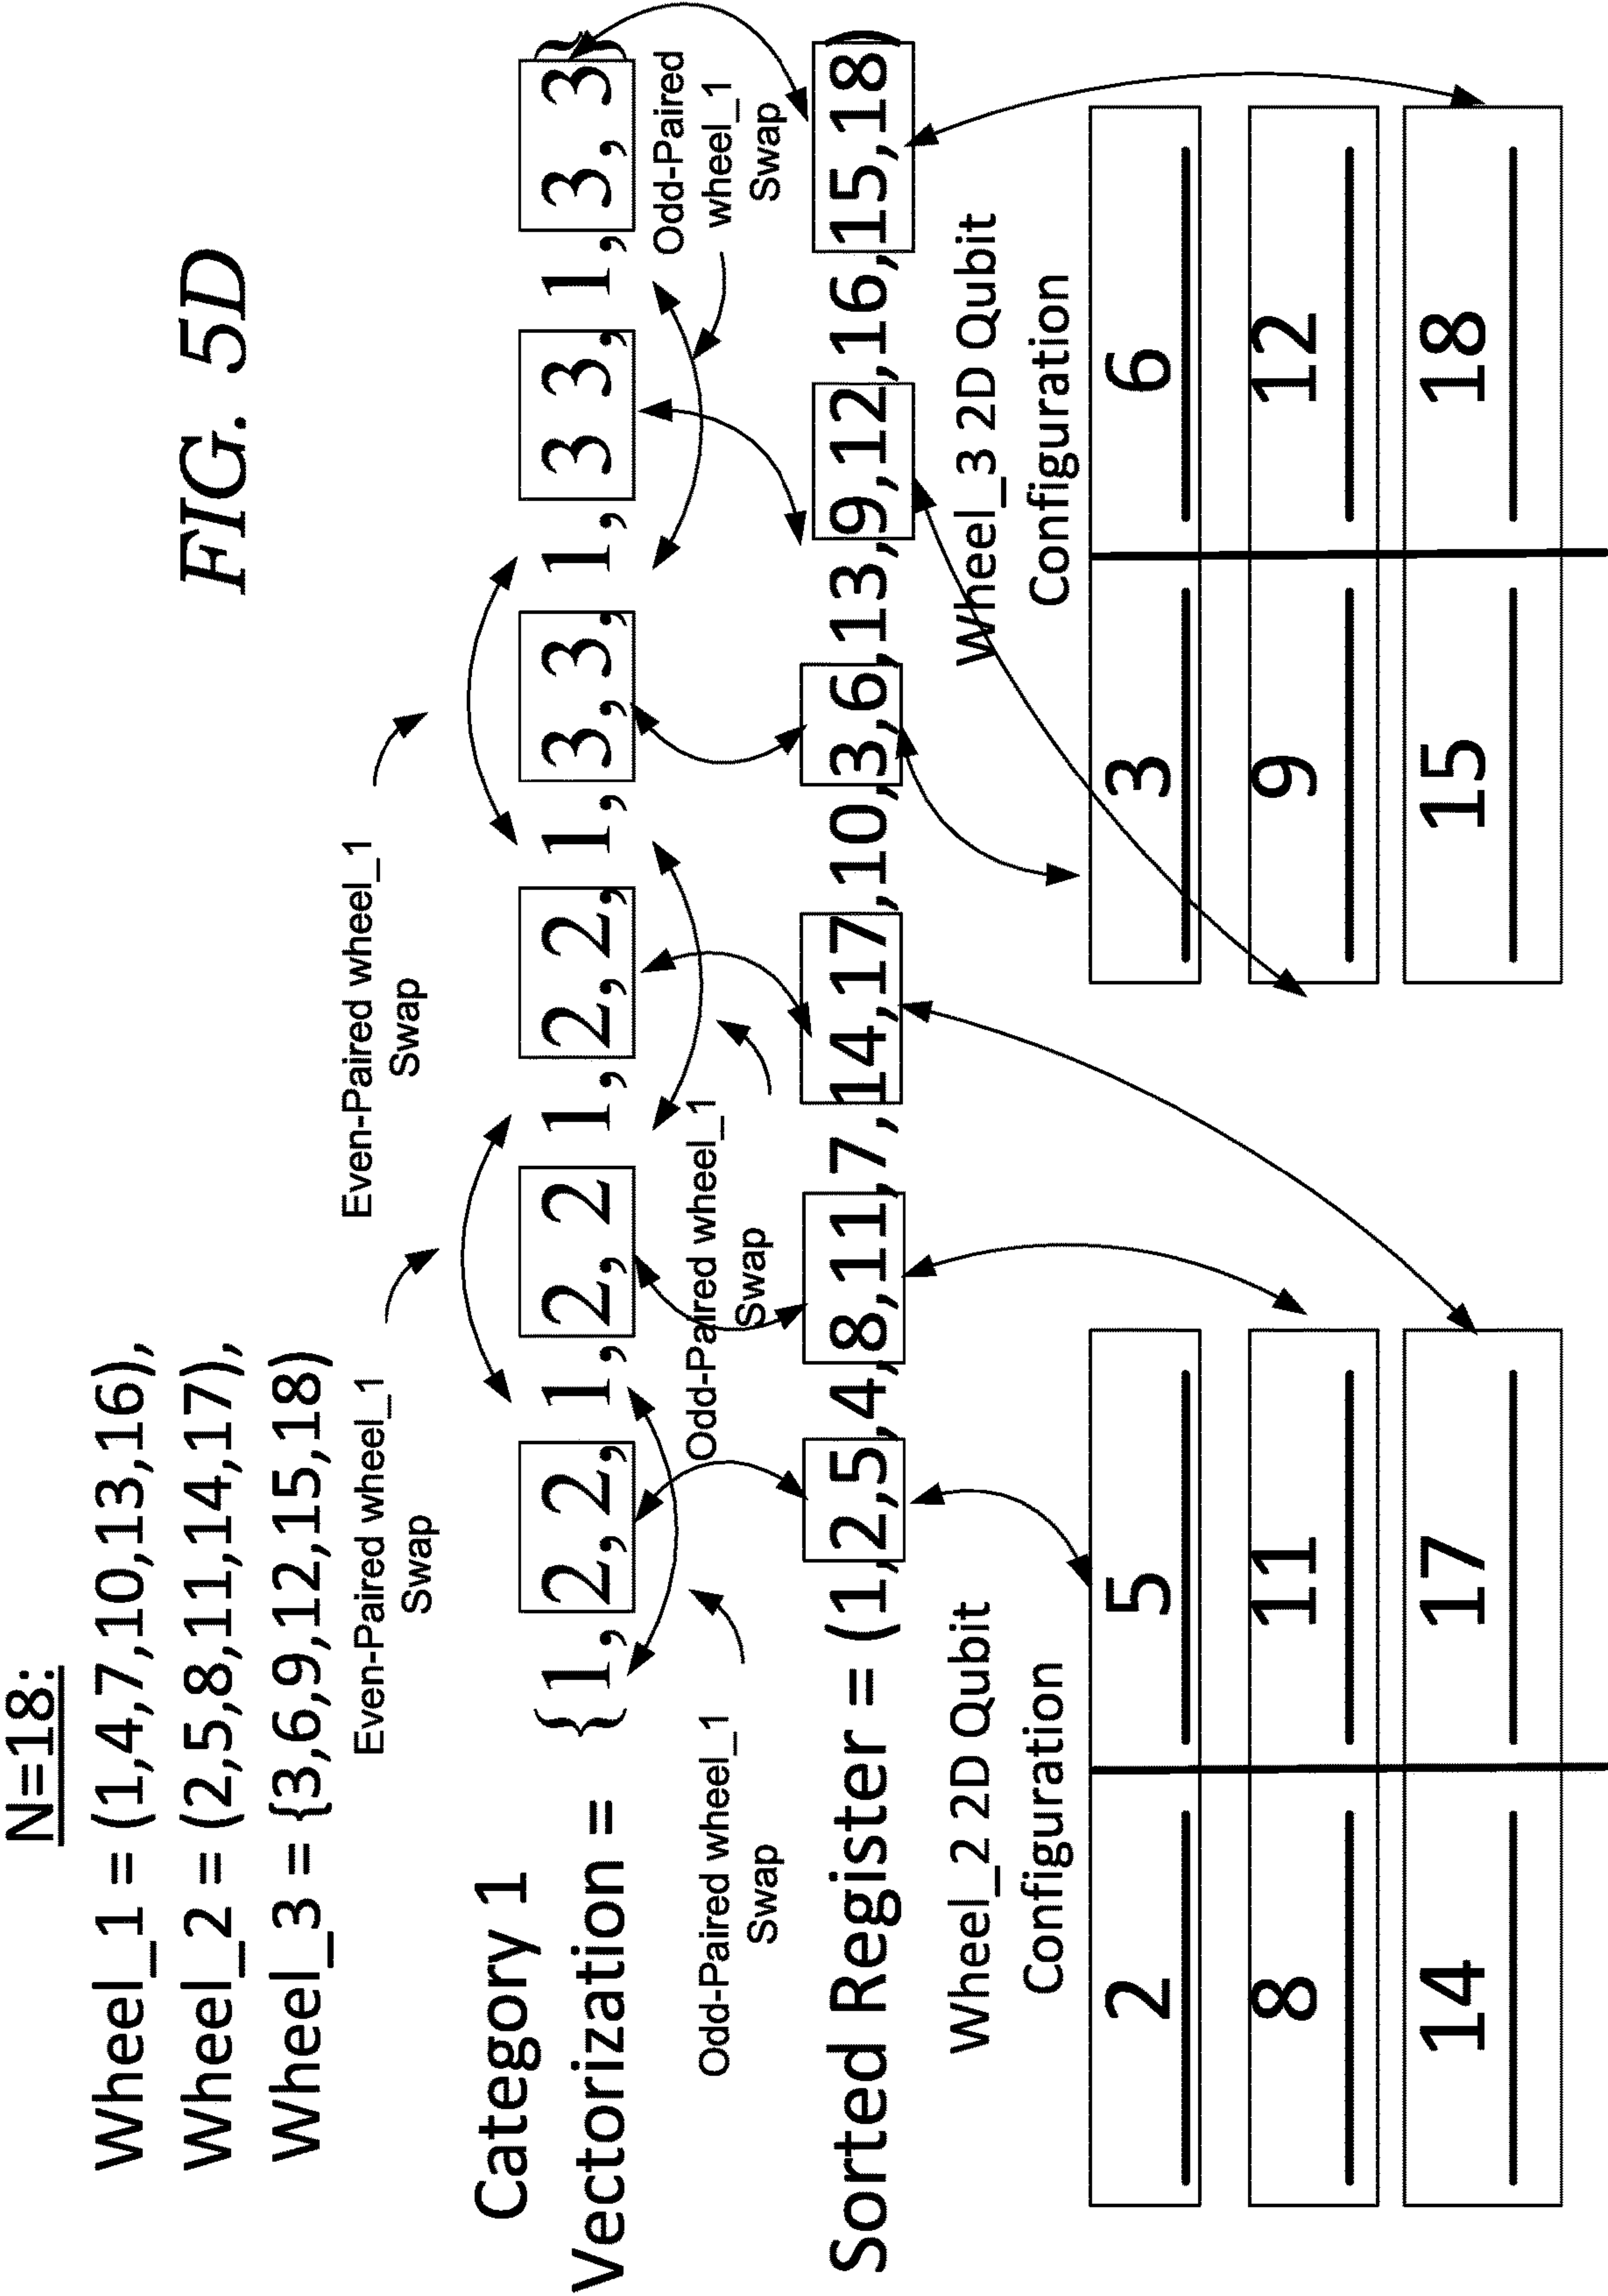 FIG. 5D
N=18:
Wheel_1 = (1,4,7,10,13,16),
Wheel_2 = (2,5,8,11,14,17),
Wheel_3 = {3,6,9,12,15,18)
Even-Paired wheel_1
Swap
Even-Paired wheel_1
Swap
Category 1
Vectorization = {1,2,2,1,2,2 1,2,2,1,3,3,1,3 3,1,3,3}
Odd-Paired wheel_1
Swap
Odd-Paired wheel_1
Swap
Odd-Paired
wheel_1
Swap
Sorted Register = (1,2,5,4,8,11,7,14,17,10,3,6,13,9,12,16,15,18)
Wheel_2 2D Qubit
Configuration
2 5
8 11
14 17
Wheel_3 2D Qubit
Configuration
3 6
9 12
15 18